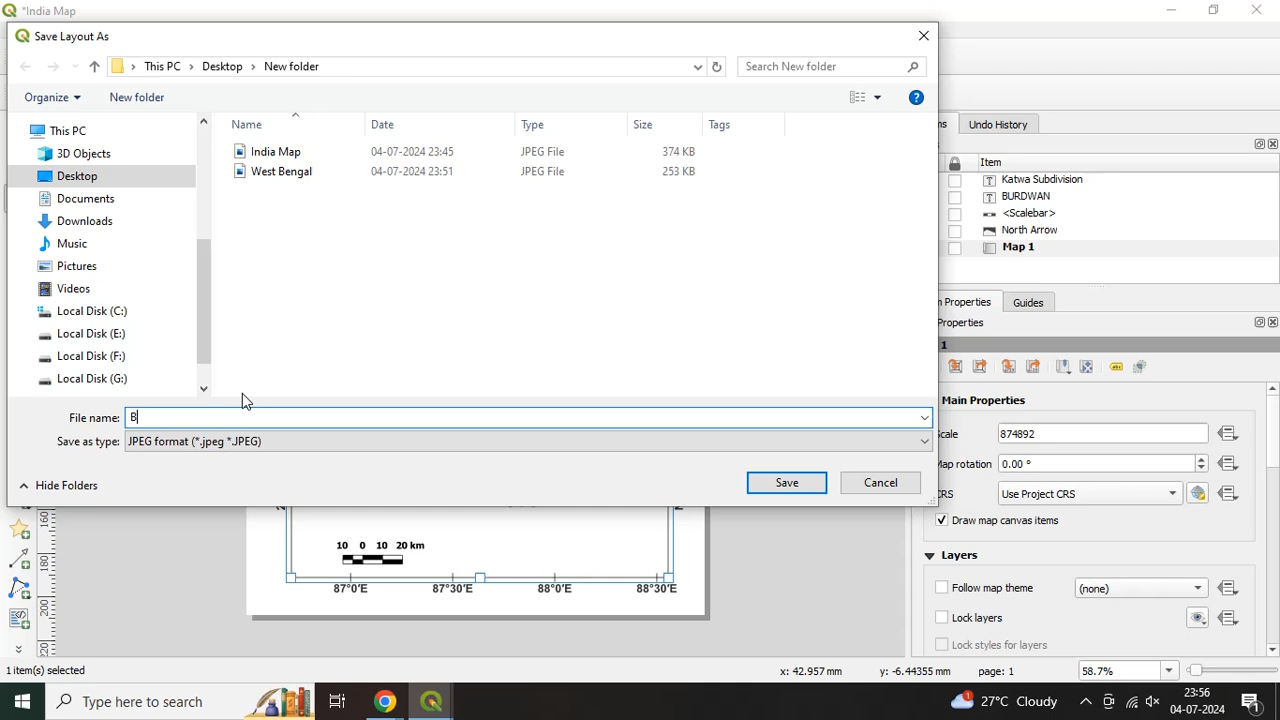 *India Map
Save Layout As
This PC > Desktop > New folder
Search New folder
Organize
New folder
This PC
3D Objects
Desktop
Documents
Downloads
Music
Pictures
Videos
Local Disk (C:)
Local Disk (E:)
Local Disk (F:)
Local Disk (G:)
Name Date Type Size Tags
India Map 04-07-2024 23:45 JPEG File 374 KB
West Bengal 04-07-2024 23:51 JPEG File 253 KB
File name: B
Save as type: JPEG format (*.jpeg *.JPEG)
Hide Folders
Save
Cancel
Undo History
Item
Katwa Subdivision
BURDWAN
<Scalebar>
North Arrow
Map 1
Properties
Guides
Properties
1
Main Properties
Scale 874892
Map rotation 0.00 °
CRS Use Project CRS
Draw map canvas items
Layers
Follow map theme (none)
Lock layers
Lock styles for layers
10 0 10 20 km
87°0'E 87°30'E 88°0'E 88°30'E
160
180
200
220
1 item(s) selected
x: 42.957 mm y: -6.44355 mm page: 1 58.7%
Type here to search
27°C Cloudy
23:56
04-07-2024
1